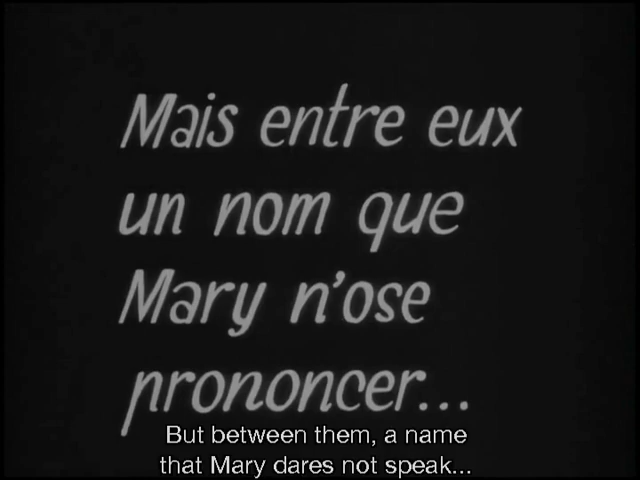 Mais entre eux
un nom que
Mary n'ose
prononcer...
But between them, a name
that Mary dares not speak...